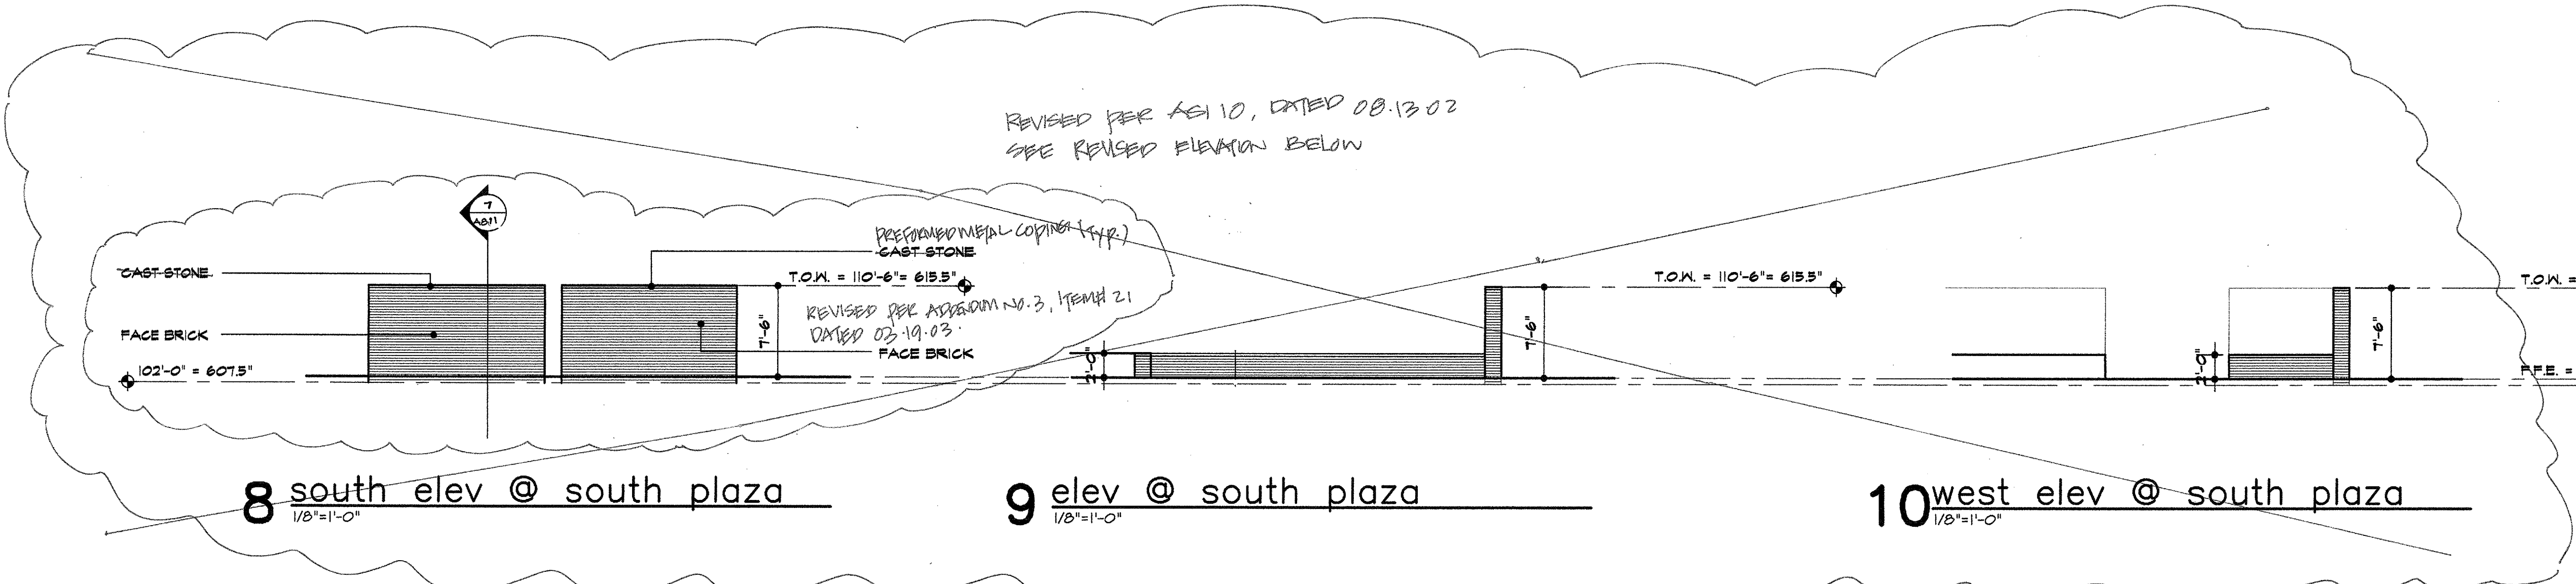 REVISED PER ASI 10, DATED 08.13.02
SEE REVISED ELEVATION BELOW
7
A811
PREFORMED METAL COPING (TYP.)
CAST STONE
CAST STONE
T.O.W. = 110'-6"= 615.5"
T.O.W. = 110'-6"= 615.5"
T.O.W. =
REVISED PER ADDENDUM NO. 3, ITEM# 21
DATED 03.19.03.
FACE BRICK
7'-6"
7'-6"
7'-6"
FACE BRICK
102'-0" = 607.5"
2'-0"
2'-0"
F.F.E. =
8 south elev @ south plaza
1/8"=1'-0"
9 elev @ south plaza
1/8"=1'-0"
10 west elev @ south plaza
1/8"=1'-0"